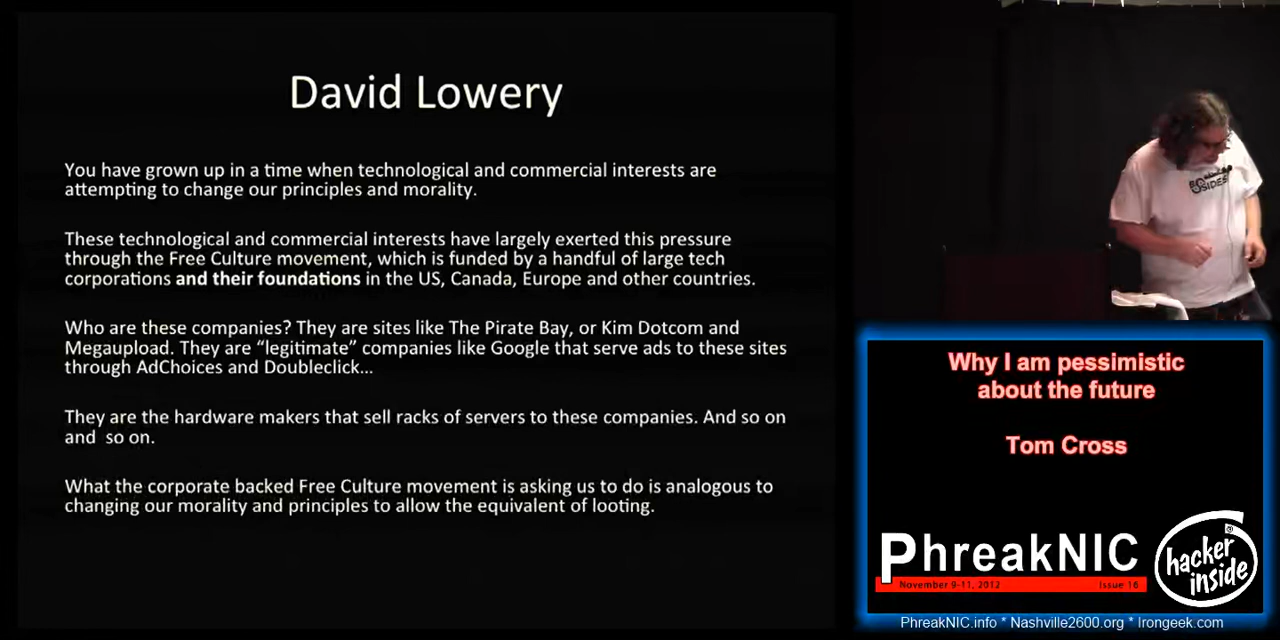 David Lowery
You have grown up in a time when technological and commercial interests are
attempting to change our principles and morality.
These technological and commercial interests have largely exerted this pressure
through the Free Culture movement, which is funded by a handful of large tech
corporations and their foundations in the US, Canada, Europe and other countries.
Who are these companies? They are sites like The Pirate Bay, or Kim Dotcom and
Megaupload. They are “legitimate” companies like Google that serve ads to these sites
through AdChoices and Doubleclick...
They are the hardware makers that sell racks of servers to these companies. And so on
and so on.
What the corporate backed Free Culture movement is asking us to do is analogous to
changing our morality and principles to allow the equivalent of looting.
SIDES
Why I am pessimistic
about the future
Tom Cross
PhreakNIC
November 9-11, 2012 Issue 16
hacker
inside
PhreakNIC.info * Nashville2600.org * Irongeek.com